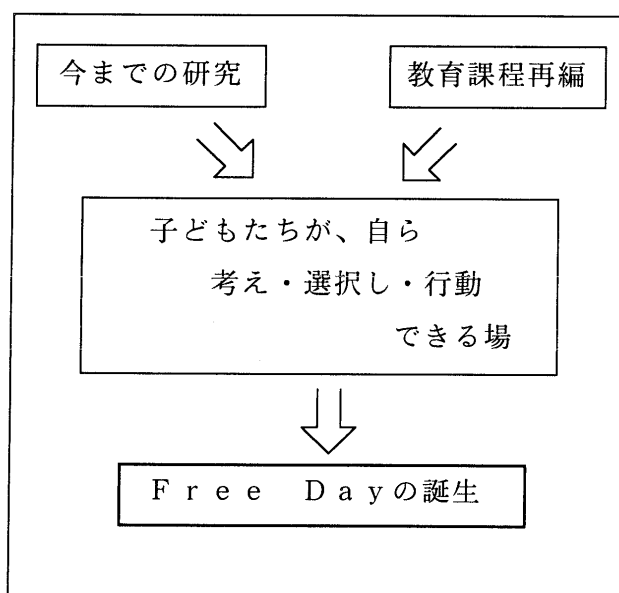 今までの研究
教育課程再編
子どもたちが、自ら
考え・選択し・行動
できる場
Free Dayの誕生